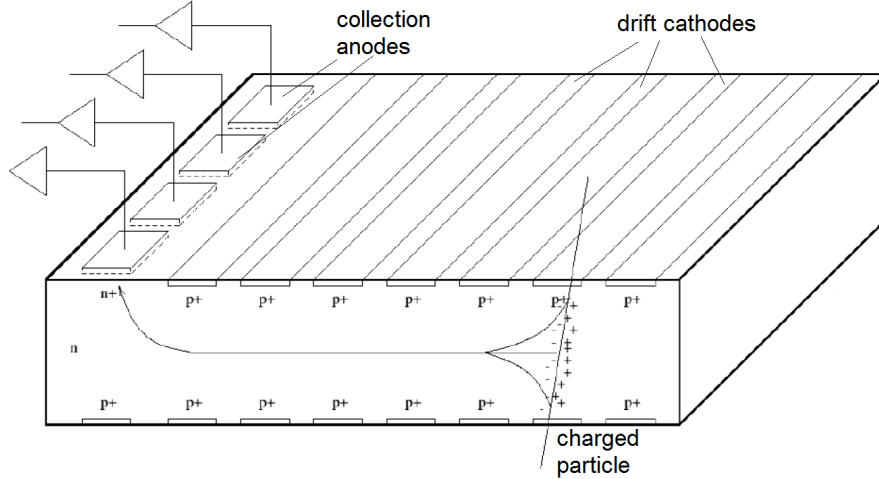 collection
anodes
drift cathodes
n+ p+ p+ p+ p+ p+ p+ p+
n
p+ p+ p+ p+ p+ p+ p+
charged
particle